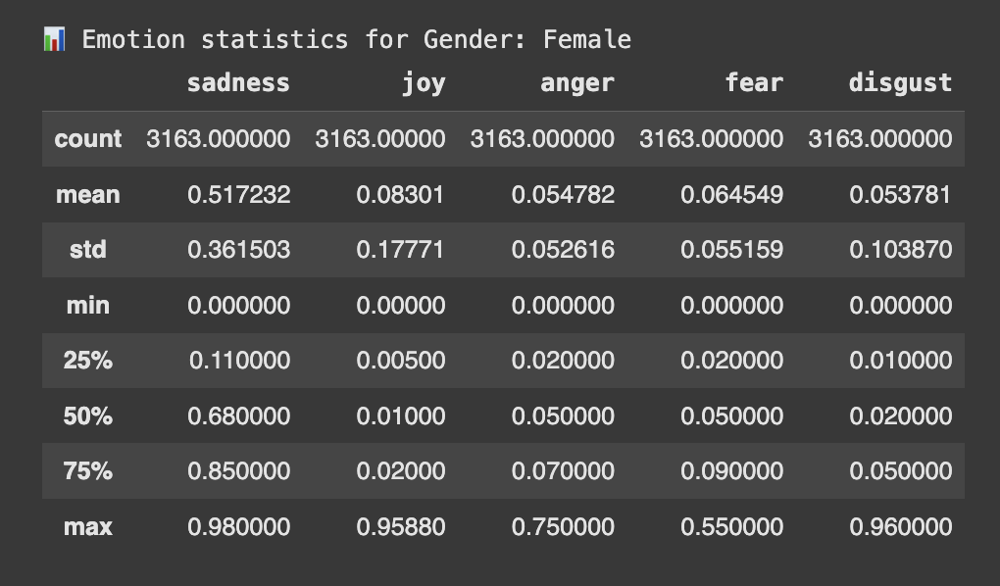 📊 Emotion statistics for Gender: Female
sadness joy anger fear disgust
count 3163.000000 3163.00000 3163.000000 3163.000000 3163.000000
mean 0.517232 0.08301 0.054782 0.064549 0.053781
std 0.361503 0.17771 0.052616 0.055159 0.103870
min 0.000000 0.00000 0.000000 0.000000 0.000000
25% 0.110000 0.00500 0.020000 0.020000 0.010000
50% 0.680000 0.01000 0.050000 0.050000 0.020000
75% 0.850000 0.02000 0.070000 0.090000 0.050000
max 0.980000 0.95880 0.750000 0.550000 0.960000